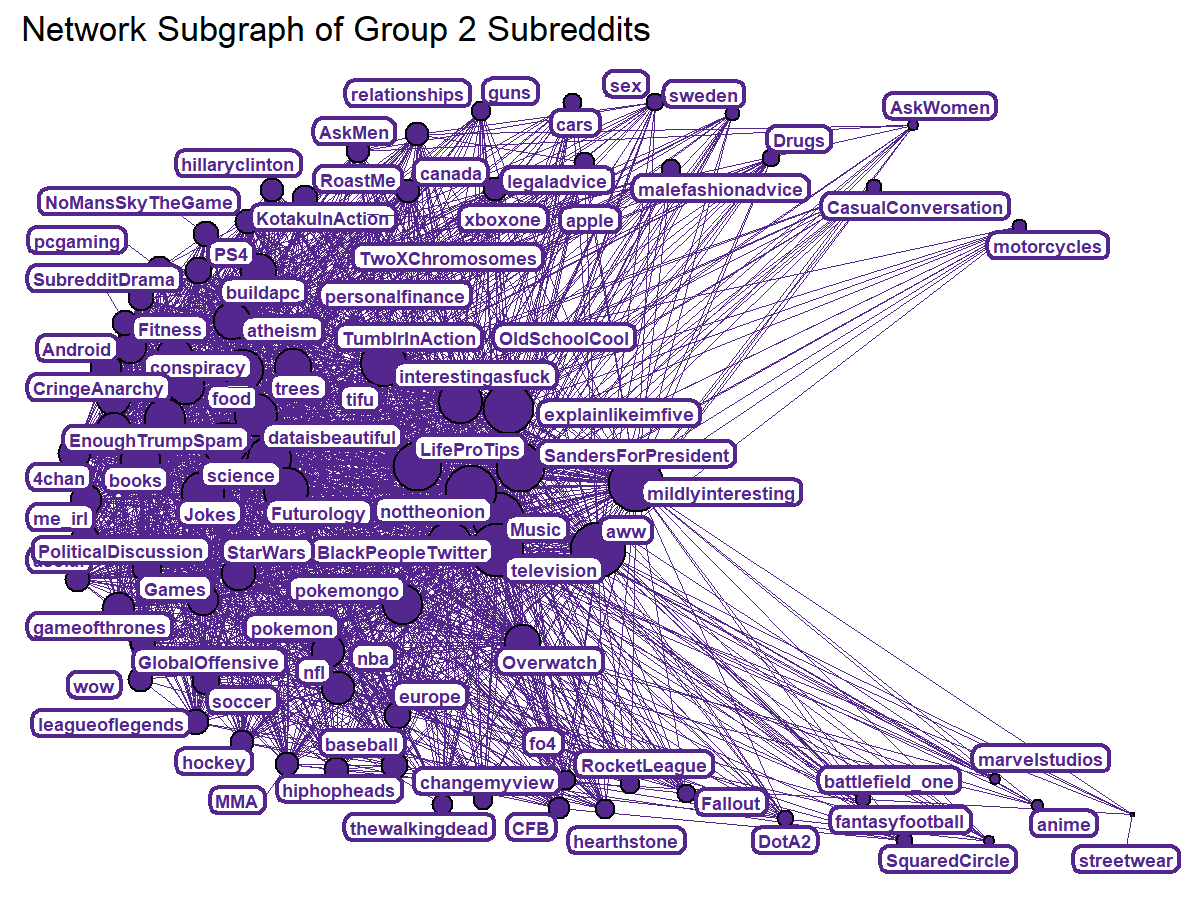 Network Subgraph of Group 2 Subreddits
relationships
guns
sex
sweden
AskWomen
cars
AskMen
Drugs
hillaryclinton
RoastMe
canada
legaladvice
malefashionadvice
NoMansSkyTheGame
KotakuInAction
xboxone
apple
CasualConversation
pcgaming
PS4
TwoXChromosomes
motorcycles
SubredditDrama
buildapc
personalfinance
Fitness
atheism
TumblrInAction
OldSchoolCool
Android
conspiracy
interestingasfuck
CringeAnarchy
food
trees
tifu
explainlikeimfive
EnoughTrumpSpam
dataisbeautiful
LifeProTips
SandersForPresident
4chan
books
science
mildlyinteresting
me_irl
Jokes
Futurology
nottheonion
Music
aww
PoliticalDiscussion
StarWars
BlackPeopleTwitter
television
Games
pokemongo
gameofthrones
pokemon
GlobalOffensive
nfl
nba
Overwatch
wow
soccer
europe
leagueoflegends
baseball
fo4
hockey
RocketLeague
marvelstudios
MMA
hiphopheads
changemyview
battlefield_one
Fallout
thewalkingdead
CFB
hearthstone
DotA2
fantasyfootball
anime
SquaredCircle
streetwear